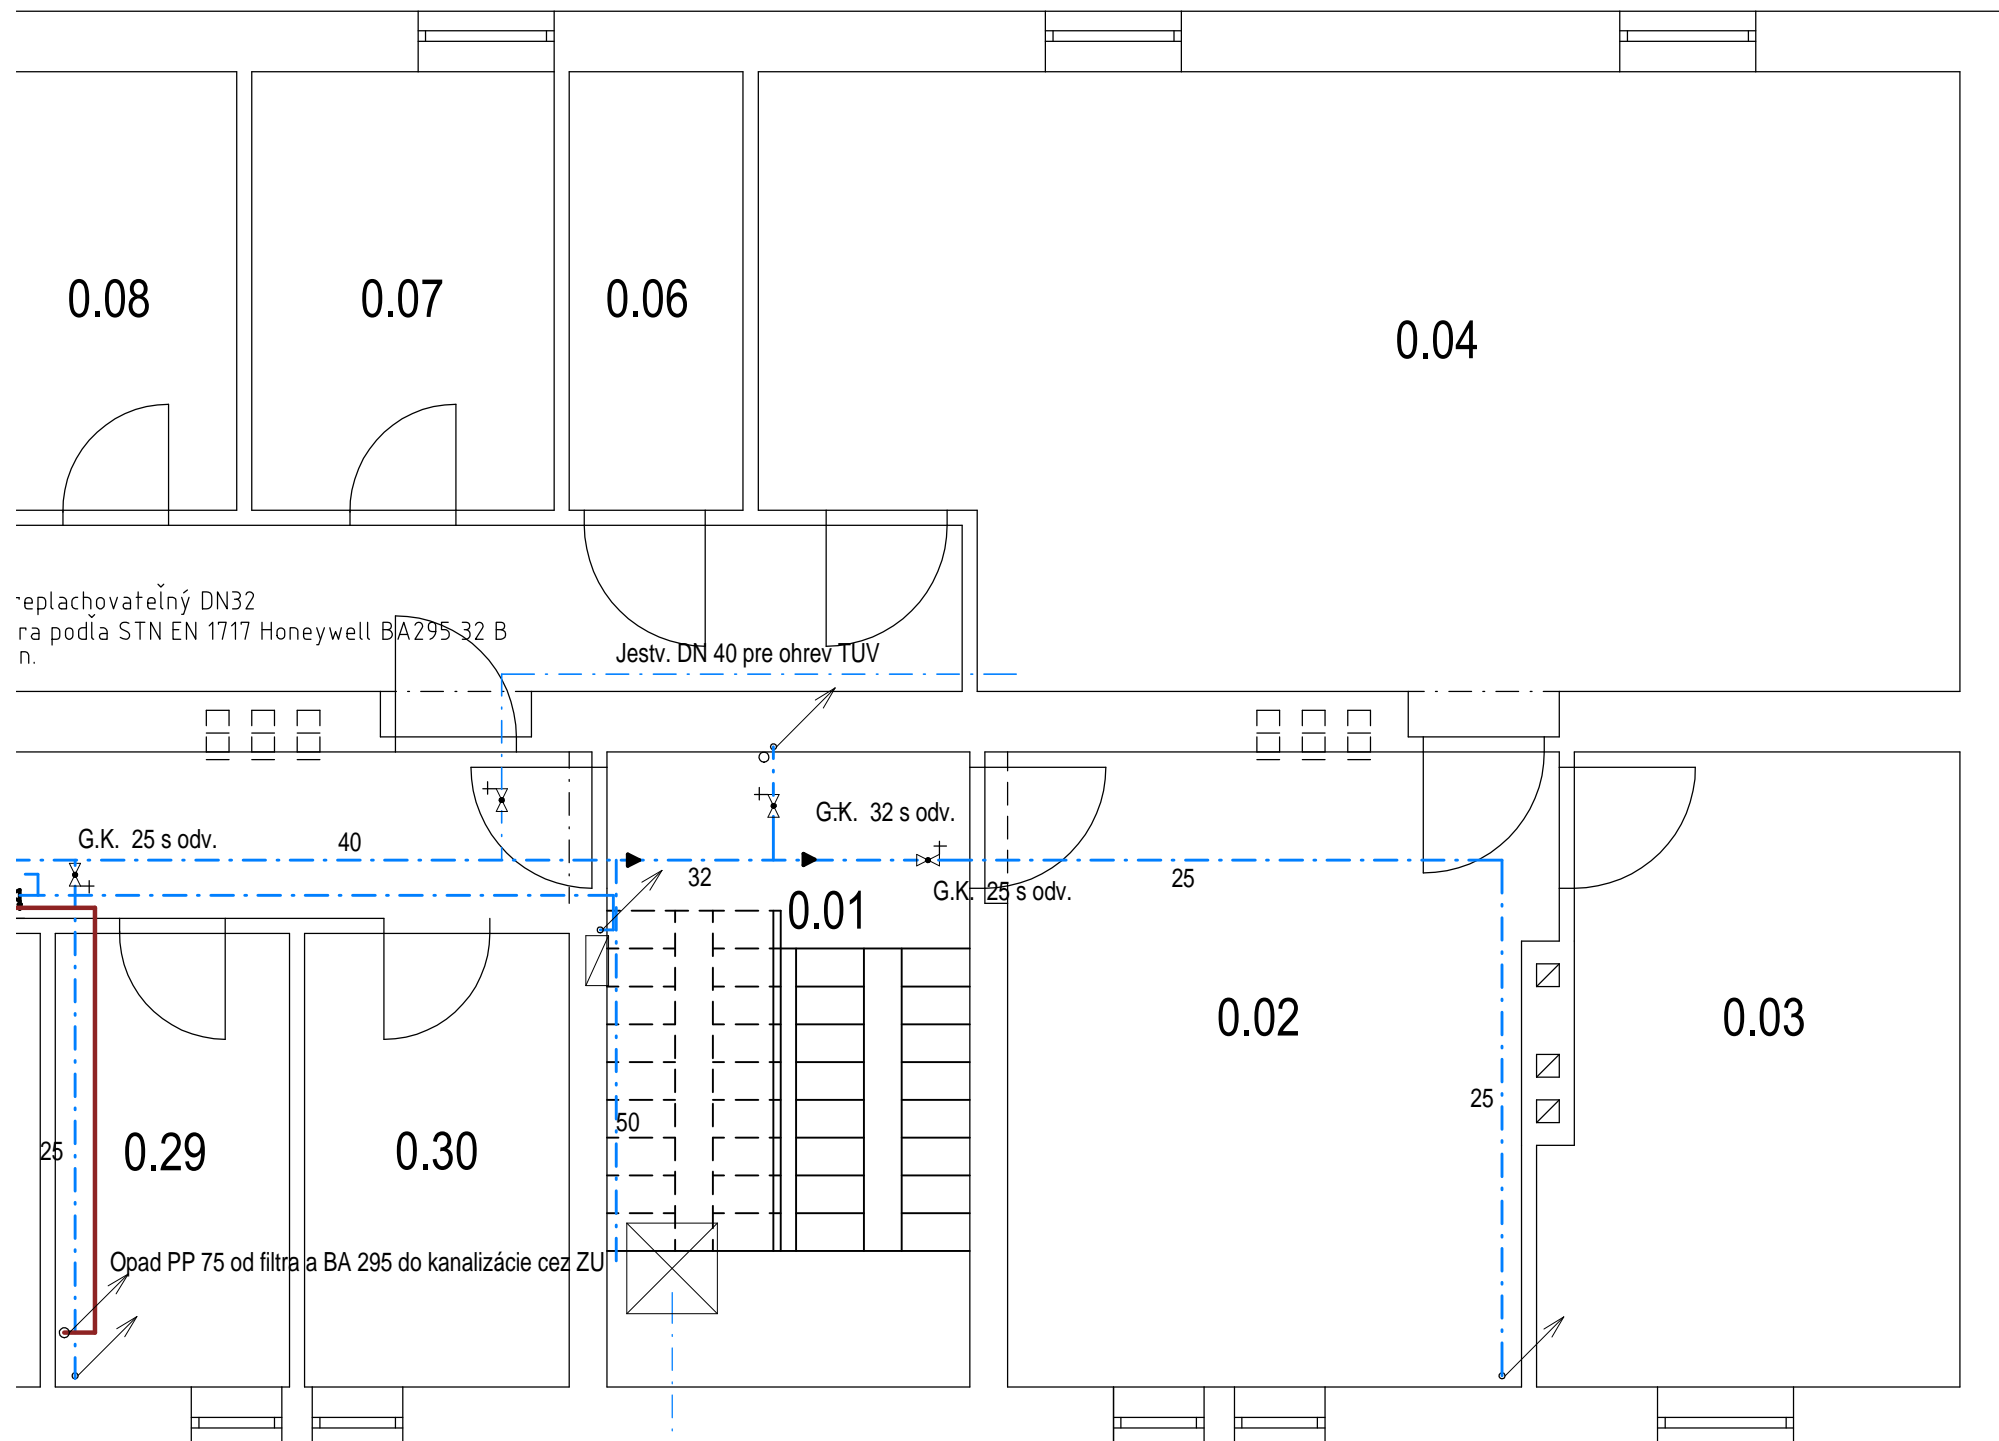 0.08
0.07
0.06
0.04
replachovateľný DN32
ra podľa STN EN 1717 Honeywell BA295 32 B
n.
Jestv. DN 40 pre ohrev TÚV
G.K. 32 s odv.
G.K. 25 s odv.
40
32
25
G.K. 25 s odv.
0.01
0.02
0.03
25
50
25
0.29
0.30
Opad PP 75 od filtra a BA 295 do kanalizácie cez ZU